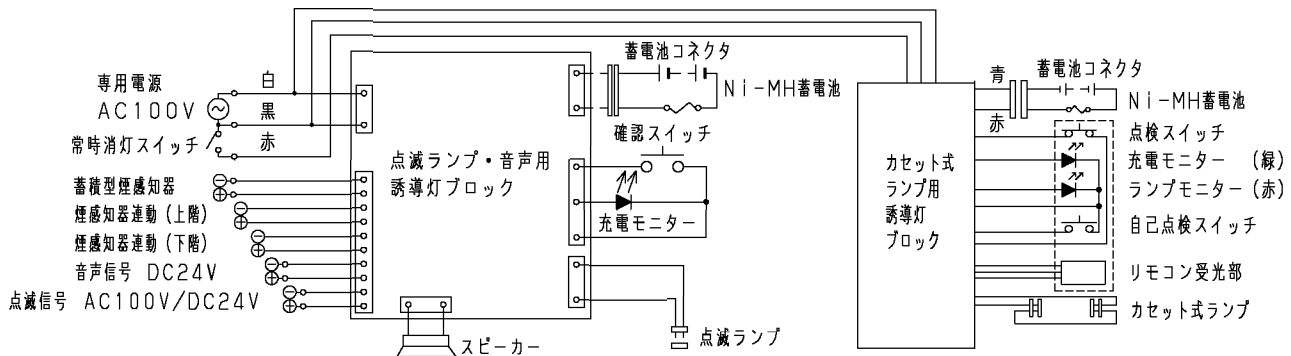 専用電源
AC100V
常時消灯スイッチ
白
黒
赤
蓄積型煙感知器
煙感知器連動(上階)
煙感知器連動(下階)
音声信号 DC24V
点滅信号 AC100V/DC24V
点滅ランプ・音声用
誘導灯ブロック
スピーカー
蓄電池コネクタ
Ni-MH蓄電池
確認スイッチ
充電モニター
点滅ランプ
カセット式
ランプ用
誘導灯
ブロック
青
赤
蓄電池コネクタ
Ni-MH蓄電池
点検スイッチ
充電モニター (緑)
ランプモニター(赤)
自己点検スイッチ
リモコン受光部
カセット式ランプ